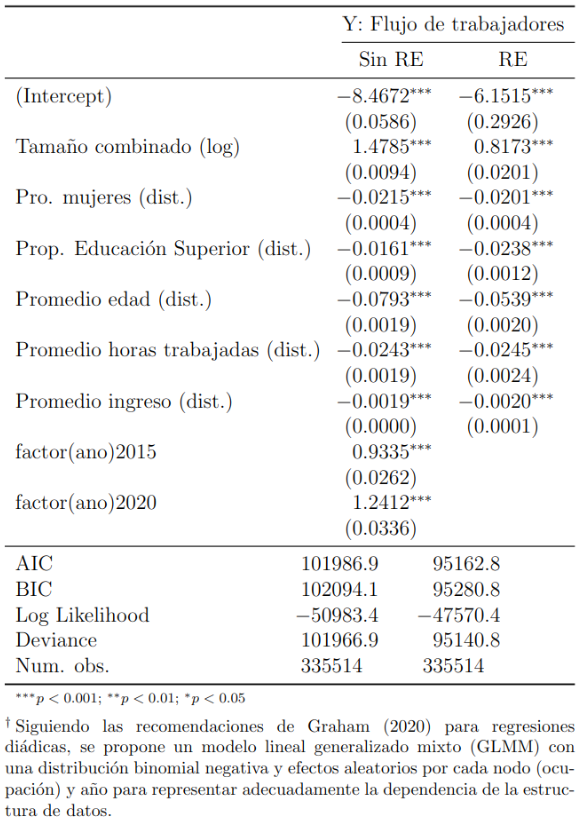 Y: Flujo de trabajadores
Sin RE RE
(Intercept) −8.4672*** −6.1515***
(0.0586) (0.2926)
Tamaño combinado (log) 1.4785*** 0.8173***
(0.0094) (0.0201)
Pro. mujeres (dist.) −0.0215*** −0.0201***
(0.0004) (0.0004)
Prop. Educación Superior (dist.) −0.0161*** −0.0238***
(0.0009) (0.0012)
Promedio edad (dist.) −0.0793*** −0.0539***
(0.0019) (0.0020)
Promedio horas trabajadas (dist.) −0.0243*** −0.0245***
(0.0019) (0.0024)
Promedio ingreso (dist.) −0.0019*** −0.0020***
(0.0000) (0.0001)
factor(ano)2015 0.9335***
(0.0262)
factor(ano)2020 1.2412***
(0.0336)
AIC 101986.9 95162.8
BIC 102094.1 95280.8
Log Likelihood −50983.4 −47570.4
Deviance 101966.9 95140.8
Num. obs. 335514 335514
***p < 0.001; **p < 0.01; *p < 0.05
† Siguiendo las recomendaciones de Graham (2020) para regresiones
diádicas, se propone un modelo lineal generalizado mixto (GLMM) con
una distribución binomial negativa y efectos aleatorios por cada nodo (ocu-
pación) y año para representar adecuadamente la dependencia de la estruc-
tura de datos.